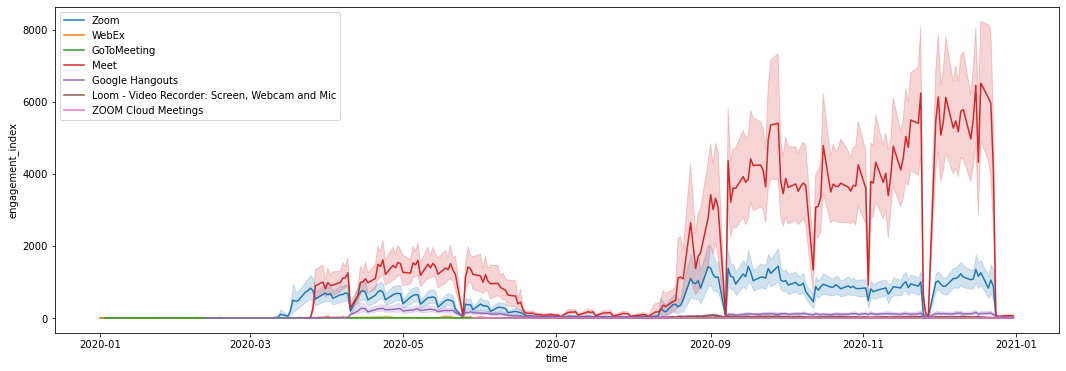 Zoom
WebEx
GoToMeeting
Meet
Google Hangouts
Loom - Video Recorder: Screen, Webcam and Mic
ZOOM Cloud Meetings
engagement_index
8000
6000
4000
2000
0
2020-01 2020-03 2020-05 2020-07 2020-09 2020-11 2021-01
time